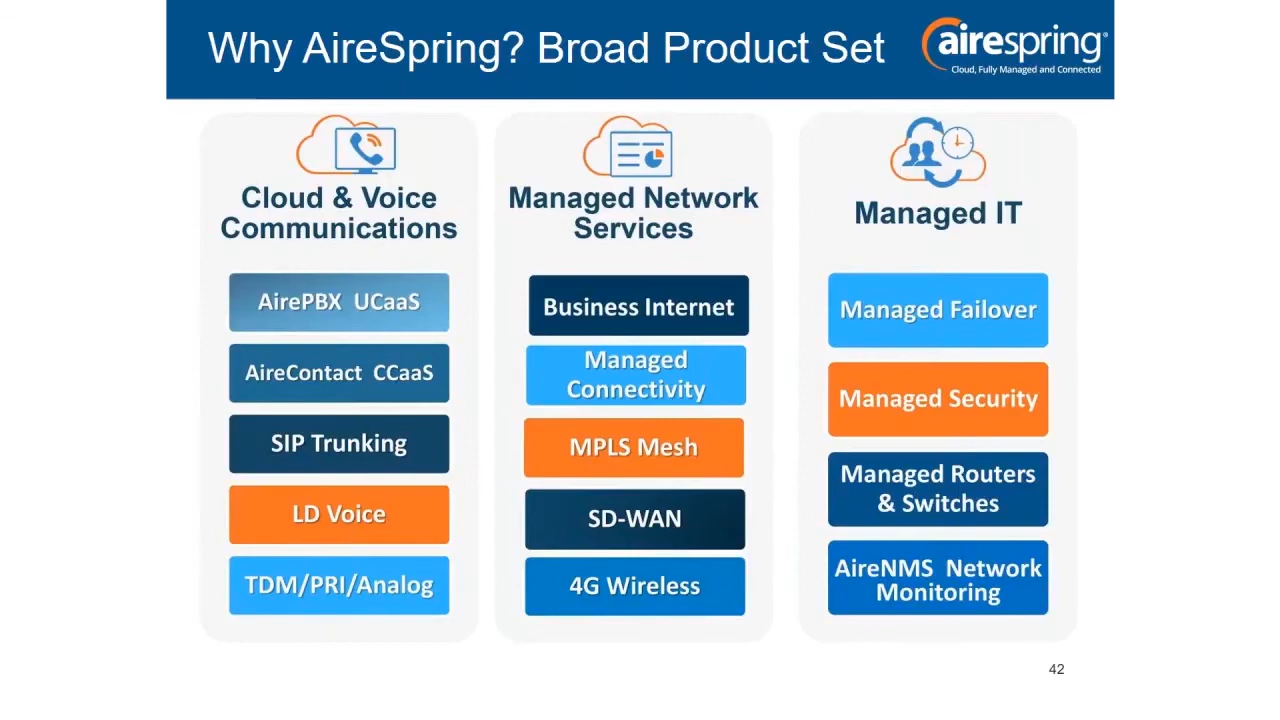 Why AireSpring? Broad Product Set
airespring®
Cloud, Fully Managed and Connected
Cloud & Voice
Communications
AirePBX UCaaS
AireContact CCaaS
SIP Trunking
LD Voice
TDM/PRI/Analog
Managed Network
Services
Business Internet
Managed
Connectivity
MPLS Mesh
SD-WAN
4G Wireless
Managed IT
Managed Failover
Managed Security
Managed Routers
& Switches
AireNMS Network
Monitoring
42